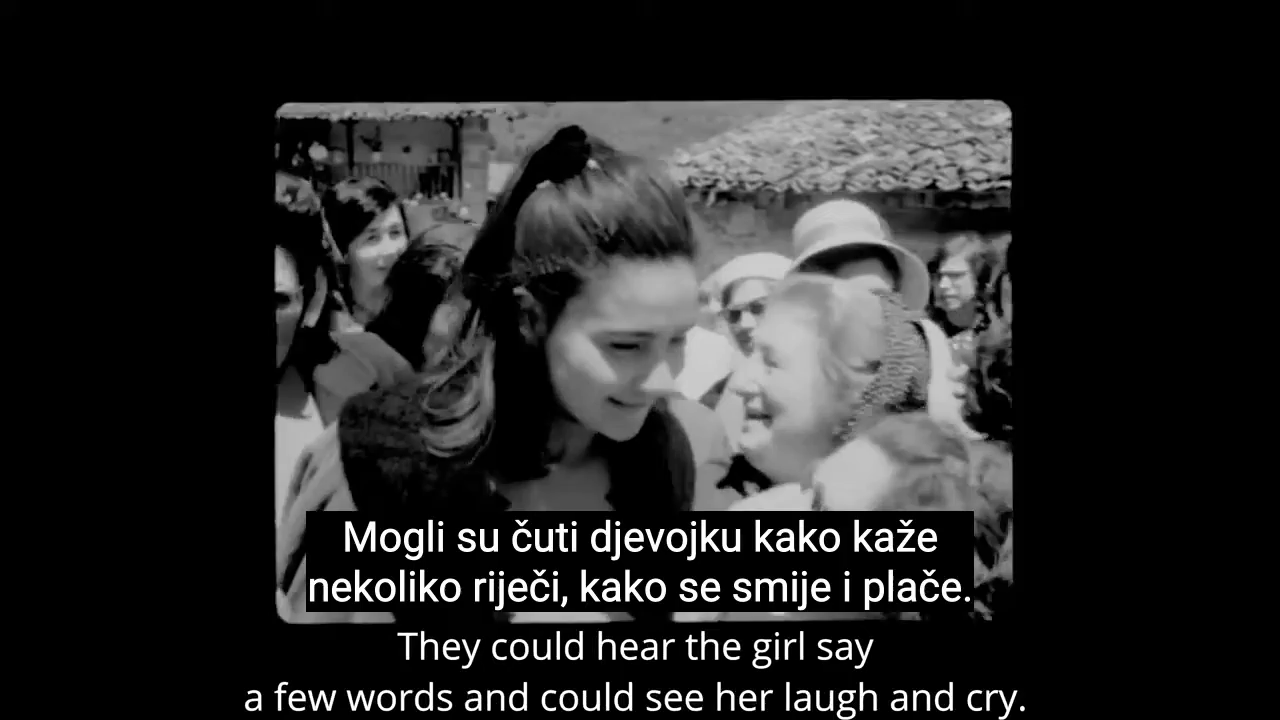 Mogli su čuti djevojku kako kaže
nekoliko riječi, kako se smije i plače.
They could hear the girl say
a few words and could see her laugh and cry.